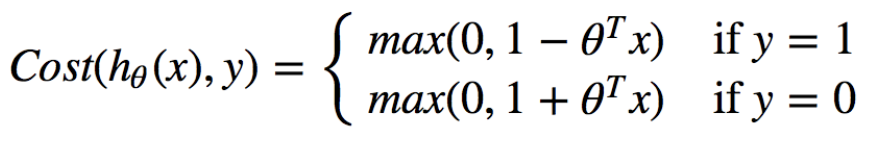 Cost(hθ(x), y) = { max(0, 1 − θᵀx) if y = 1
max(0, 1 + θᵀx) if y = 0